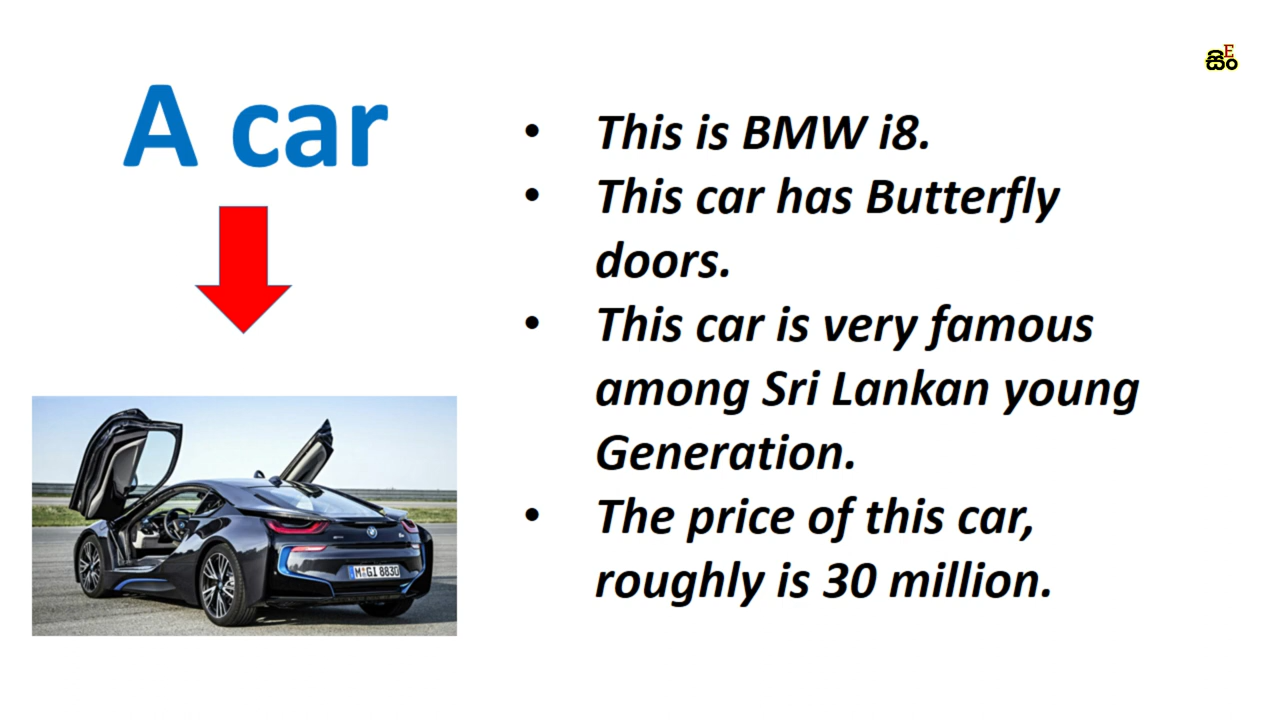 සිං
E
A car
• This is BMW i8.
• This car has Butterfly
doors.
• This car is very famous
among Sri Lankan young
Generation.
• The price of this car,
roughly is 30 million.
M GI 8830